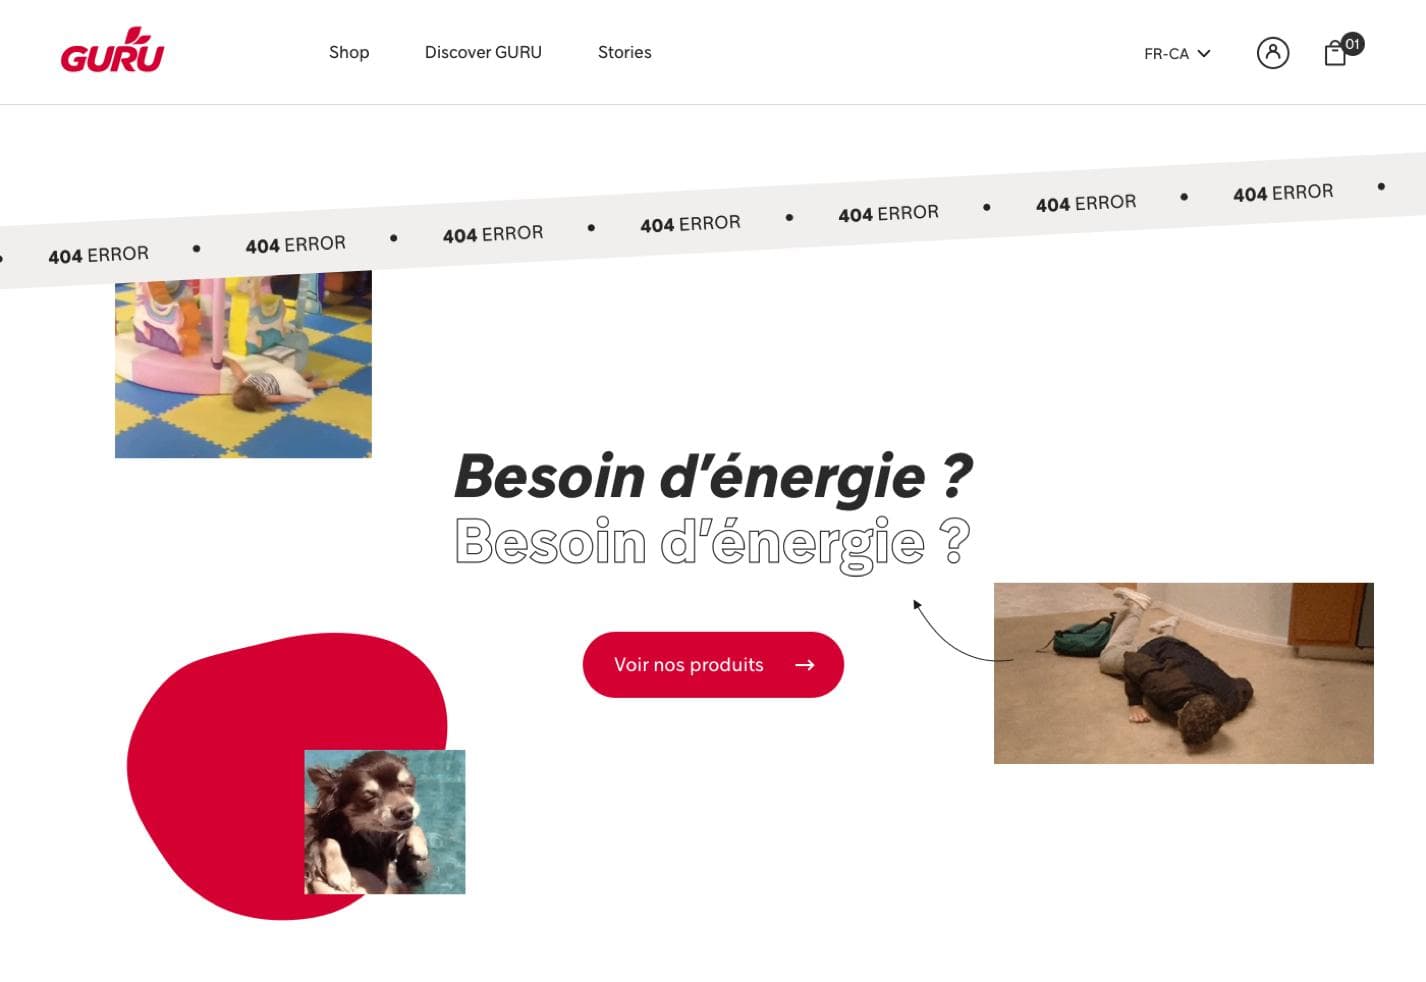 GURU
Shop Discover GURU Stories FR-CA 01
404 ERROR • 404 ERROR • 404 ERROR • 404 ERROR • 404 ERROR • 404 ERROR • 404 ERROR •
Besoin d’énergie ?
Besoin d’énergie ?
Voir nos produits →